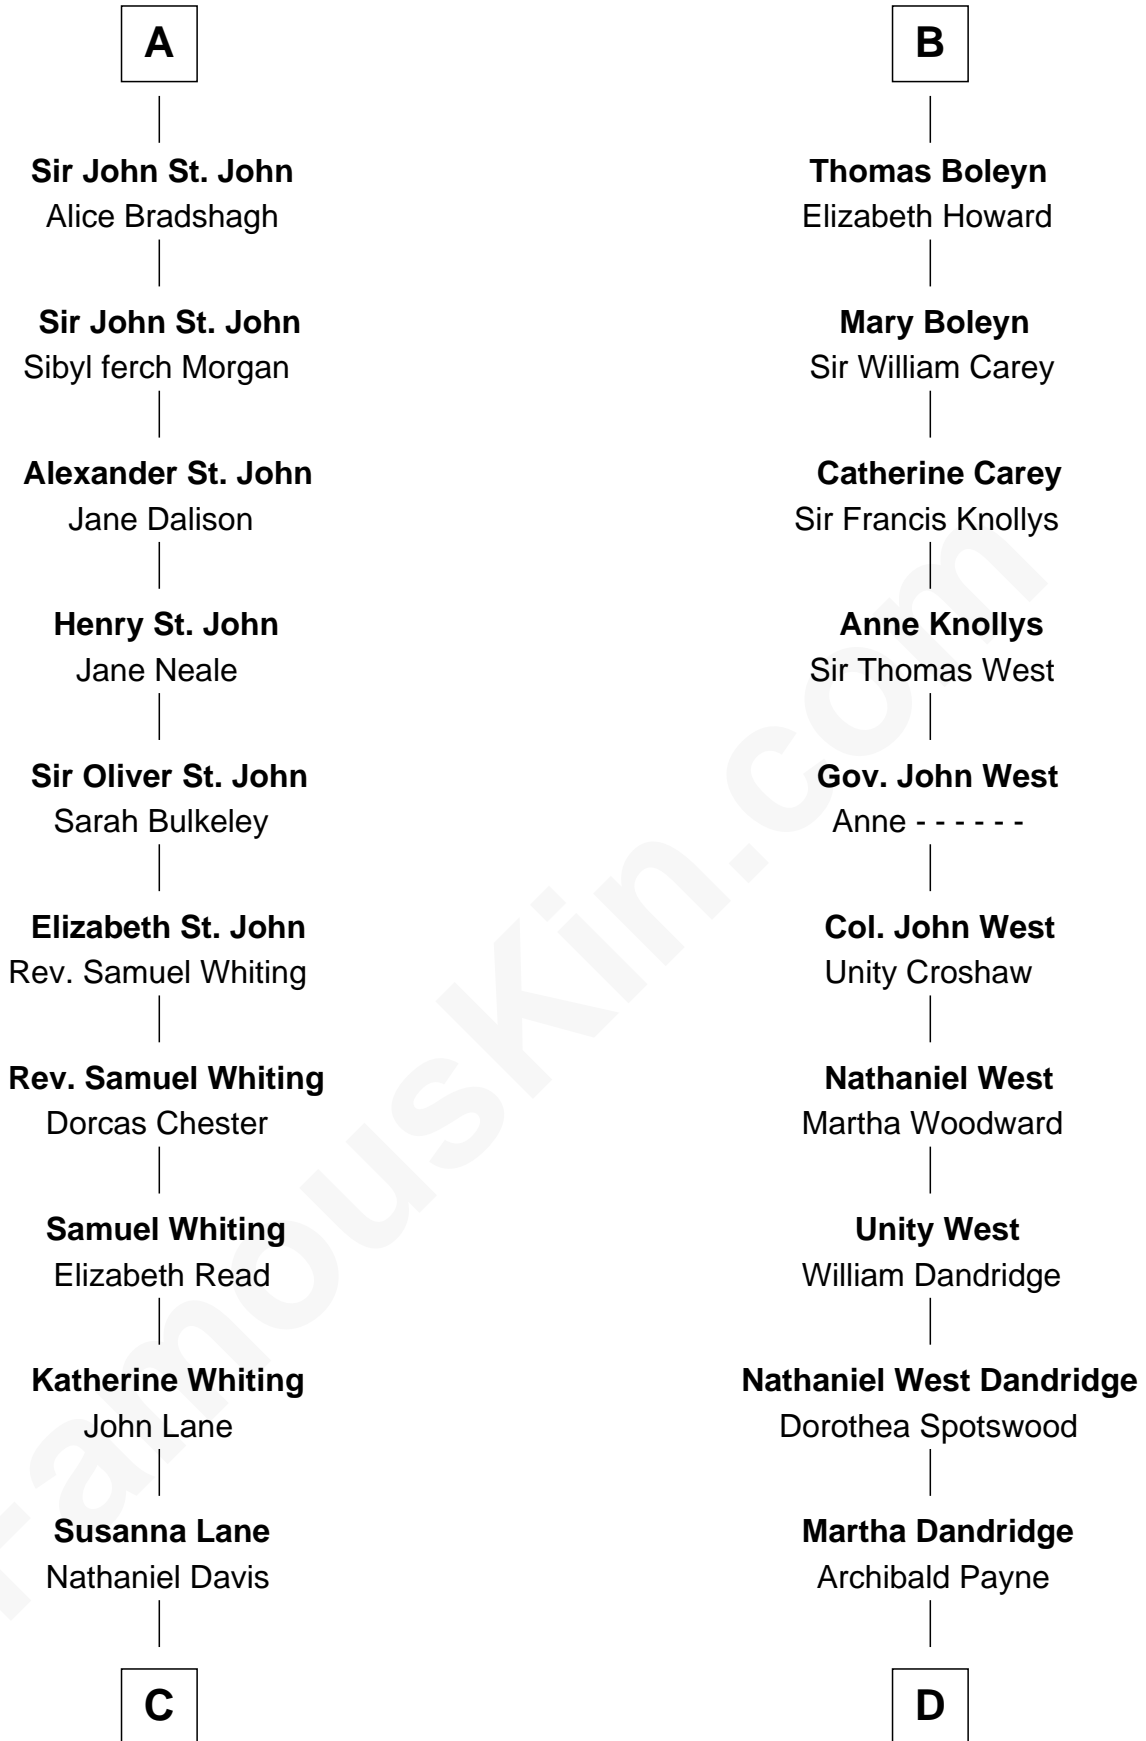 A
Sir John St. John
Alice Bradshagh
Sir John St. John
Sibyl ferch Morgan
Alexander St. John
Jane Dalison
Henry St. John
Jane Neale
Sir Oliver St. John
Sarah Bulkeley
Elizabeth St. John
Rev. Samuel Whiting
Rev. Samuel Whiting
Dorcas Chester
Samuel Whiting
Elizabeth Read
Katherine Whiting
John Lane
Susanna Lane
Nathaniel Davis
C
B
Thomas Boleyn
Elizabeth Howard
Mary Boleyn
Sir William Carey
Catherine Carey
Sir Francis Knollys
Anne Knollys
Sir Thomas West
Gov. John West
Anne - - - - - -
Col. John West
Unity Croshaw
Nathaniel West
Martha Woodward
Unity West
William Dandridge
Nathaniel West Dandridge
Dorothea Spotswood
Martha Dandridge
Archibald Payne
D
FamousKin.com